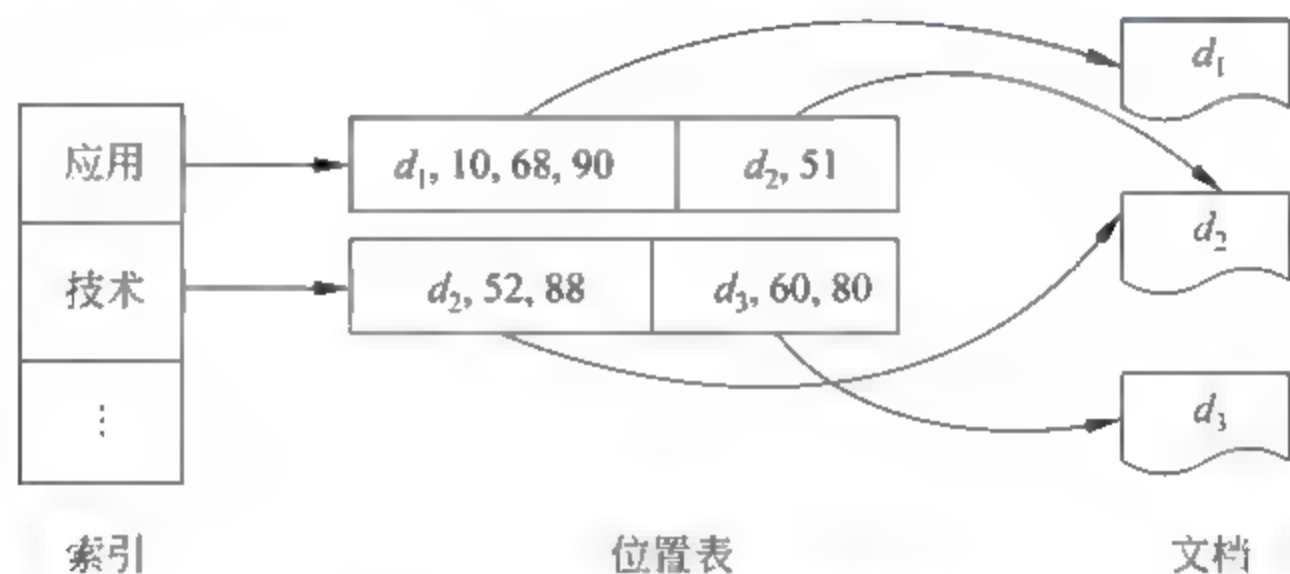 应用
d1, 10, 68, 90
d2, 51
d1
技术
d2, 52, 88
d3, 60, 80
d2
⋮
d3
索引
位置表
文档